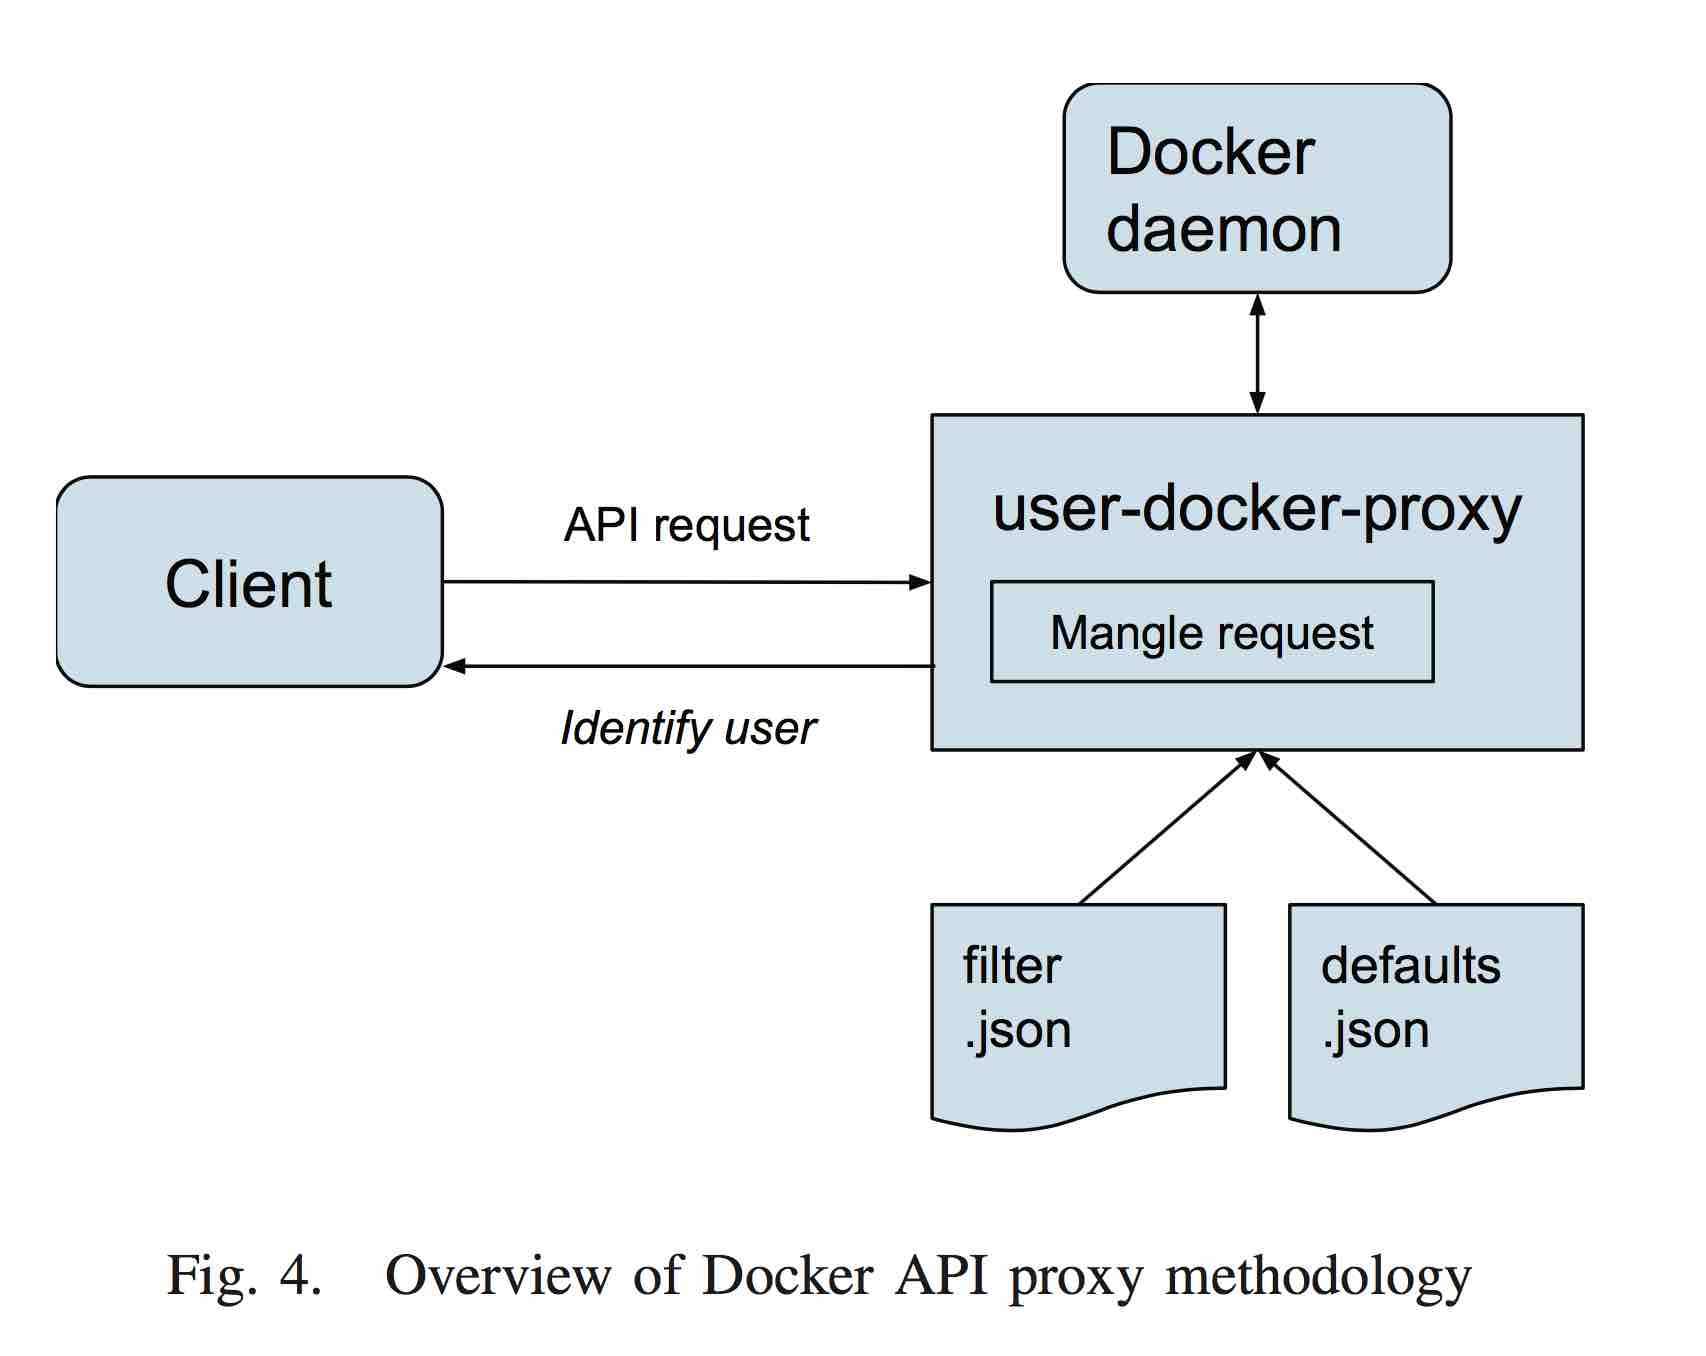 Docker
daemon
user-docker-proxy
API request
Client
Mangle request
Identify user
filter
.json
defaults
.json
Fig. 4. Overview of Docker API proxy methodology